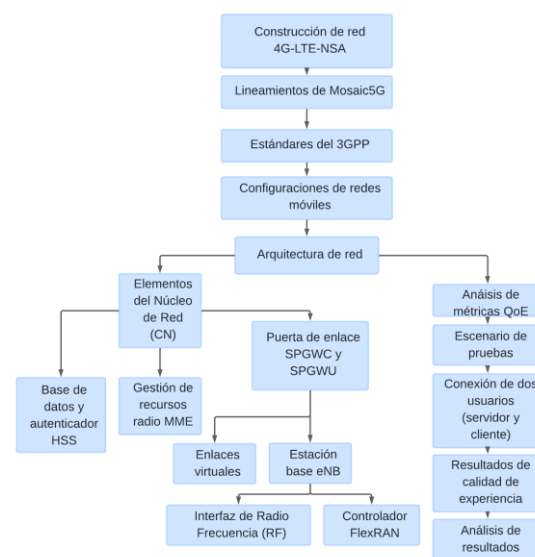 Construcción de red
4G-LTE-NSA
Lineamientos de Mosaic5G
Estándares del 3GPP
Configuraciones de redes
móviles
Arquitectura de red
Elementos
del Núcleo
de Red
(CN)
Base de
datos y
autenticador
HSS
Gestión de
recursos
radio MME
Puerta de enlace
SPGWC y
SPGWU
Enlaces
virtuales
Estación
base eNB
Interfaz de Radio
Frecuencia (RF)
Controlador
FlexRAN
Anáisis de
métricas QoE
Escenario de
pruebas
Conexión de dos
usuarios
(servidor y
cliente)
Resultados de
calidad de
experiencia
Análisis de
resultados